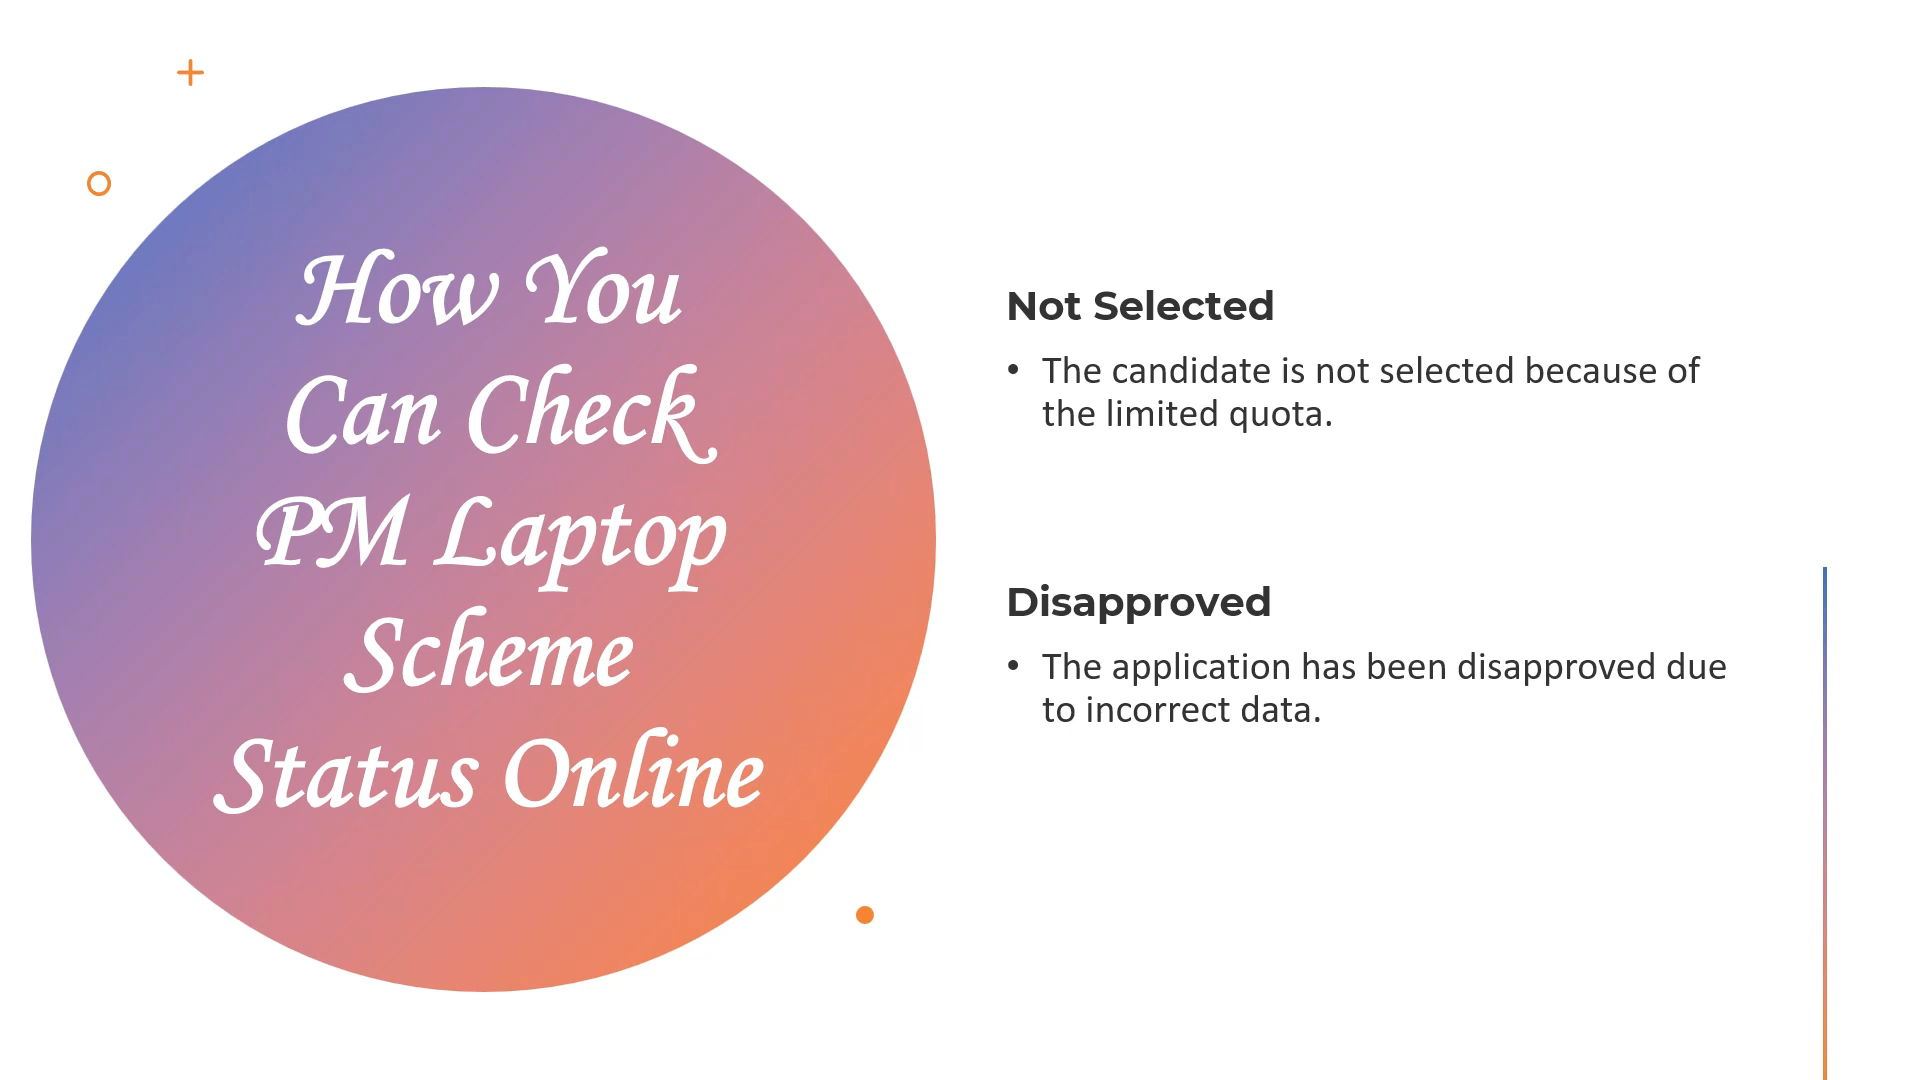 How You
Can Check
PM Laptop
Scheme
Status Online
Not Selected
• The candidate is not selected because of
the limited quota.
Disapproved
• The application has been disapproved due
to incorrect data.